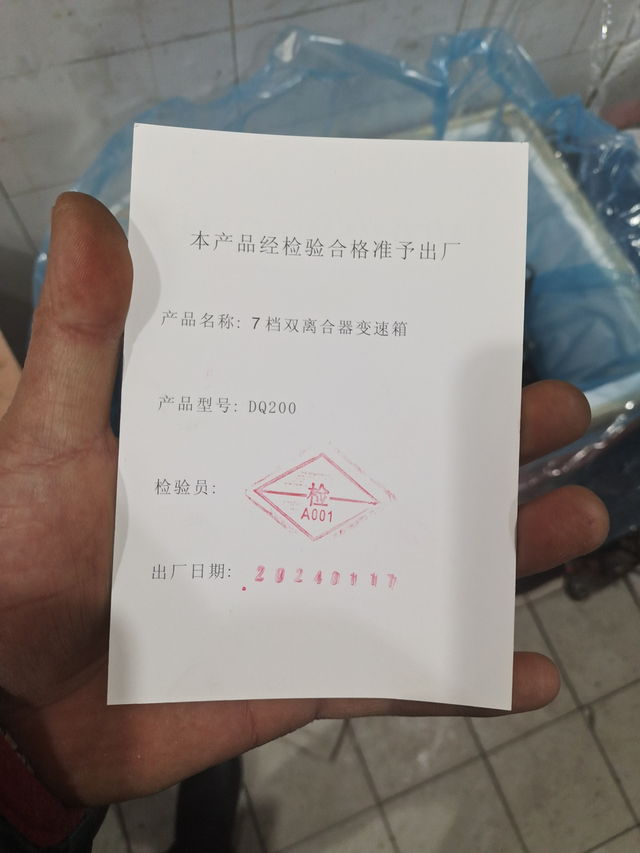 本产品经检验合格准予出厂
产品名称: 7档双离合器变速箱
产品型号: DQ200
检验员:
检
A001
出厂日期: 20240117